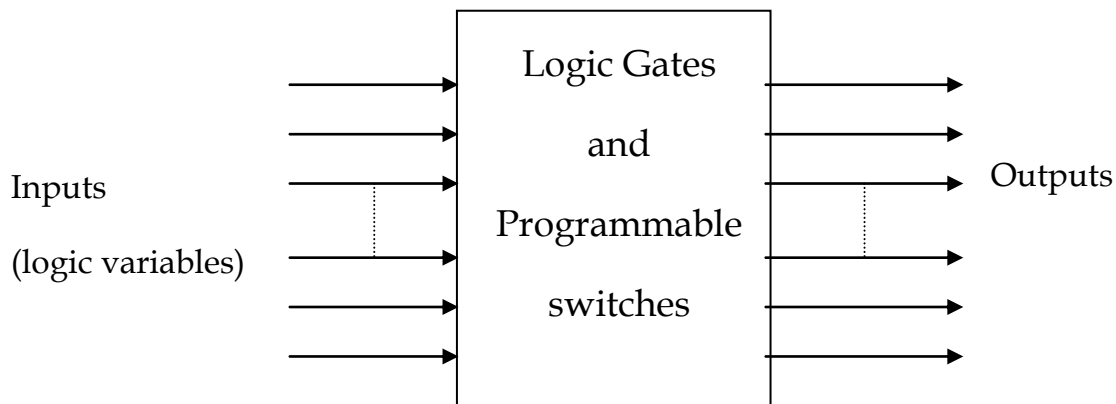 Inputs
(logic variables)
Logic Gates
and
Programmable
switches
Outputs